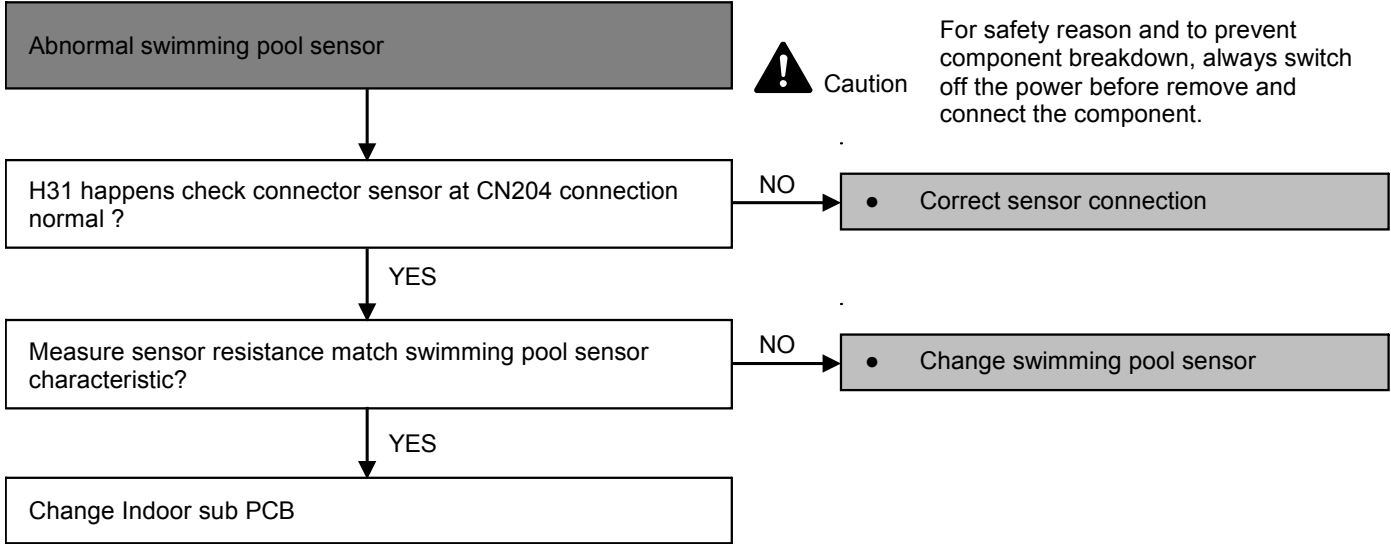 Abnormal swimming pool sensor
Caution
For safety reason and to prevent
component breakdown, always switch
off the power before remove and
connect the component.
H31 happens check connector sensor at CN204 connection
normal ?
NO
● Correct sensor connection
YES
Measure sensor resistance match swimming pool sensor
characteristic?
NO
● Change swimming pool sensor
YES
Change Indoor sub PCB